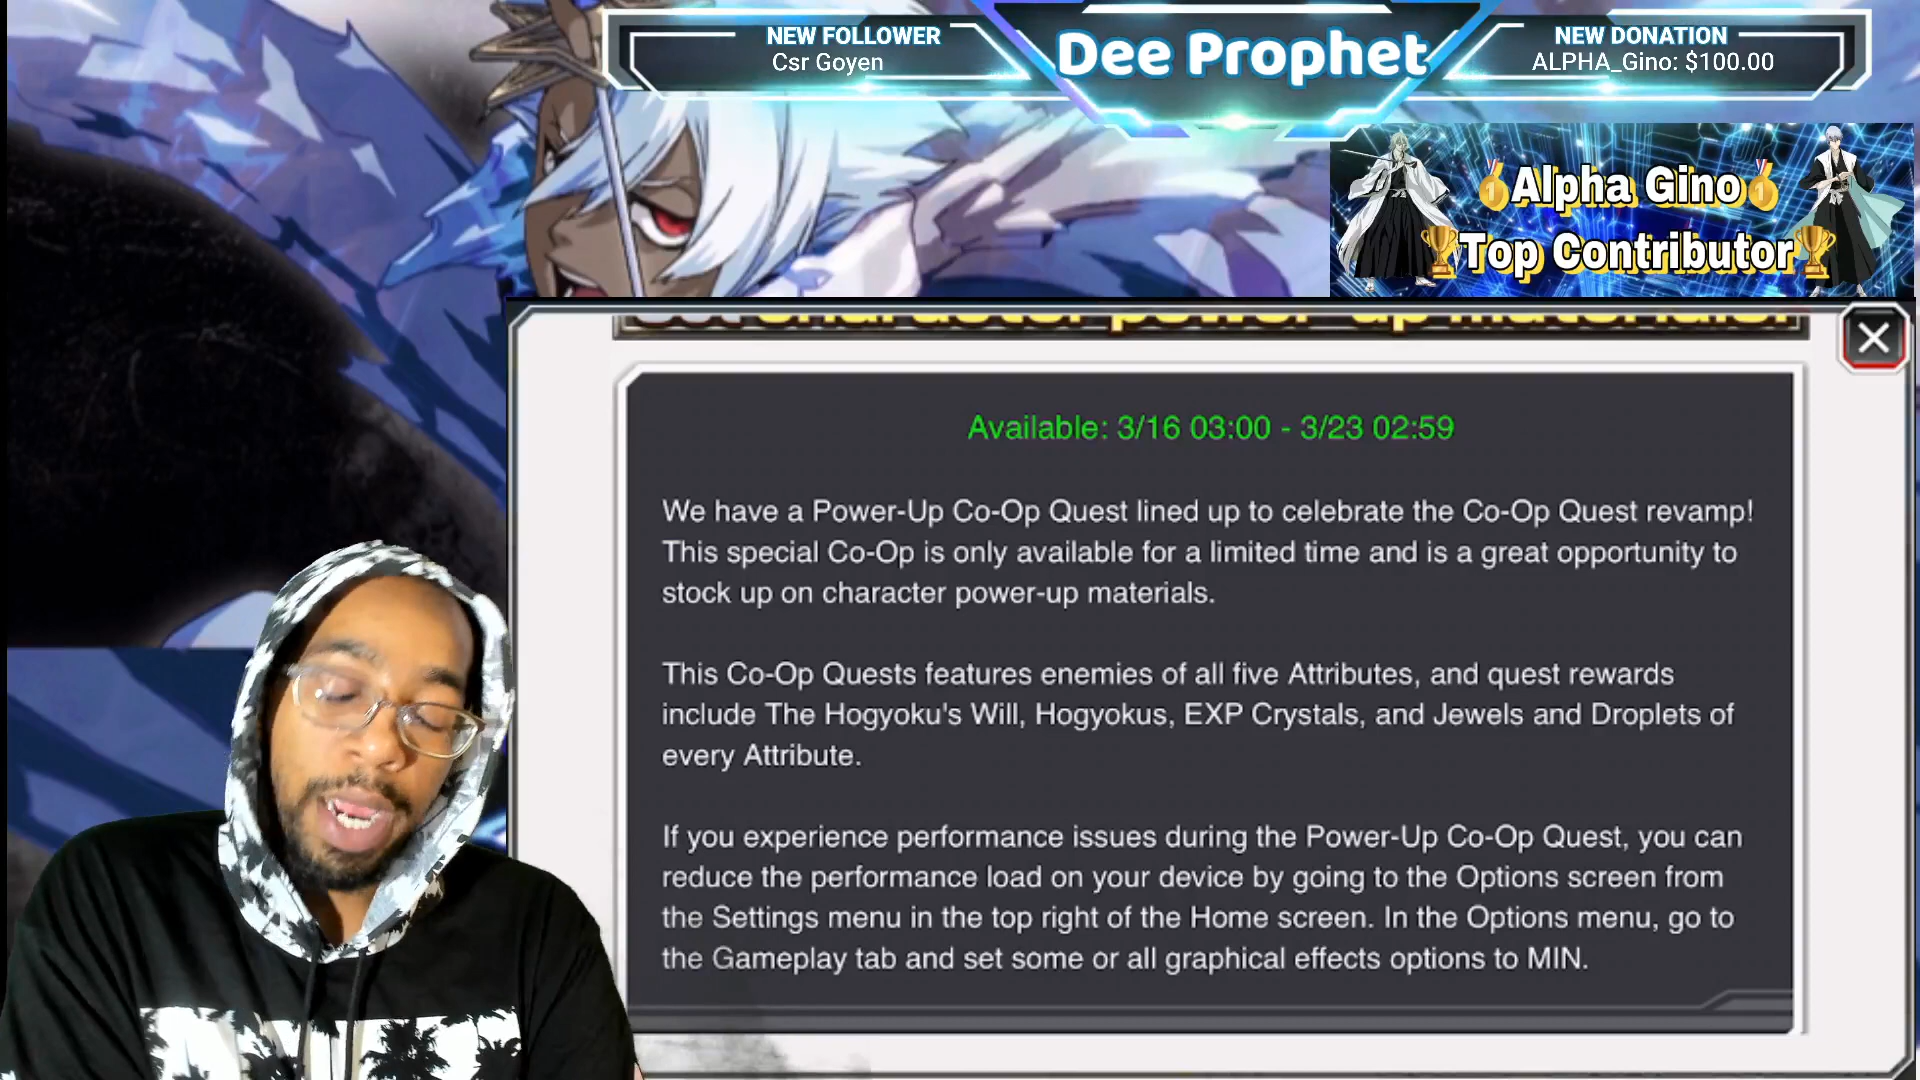 NEW FOLLOWER
Csr Goyen
Dee Prophet
NEW DONATION
ALPHA_Gino: $100.00
Alpha Gino
Top Contributor
character power-up materials!
Available: 3/16 03:00 - 3/23 02:59
We have a Power-Up Co-Op Quest lined up to celebrate the Co-Op Quest revamp!
This special Co-Op is only available for a limited time and is a great opportunity to
stock up on character power-up materials.
This Co-Op Quests features enemies of all five Attributes, and quest rewards
include The Hogyoku's Will, Hogyokus, EXP Crystals, and Jewels and Droplets of
every Attribute.
If you experience performance issues during the Power-Up Co-Op Quest, you can
reduce the performance load on your device by going to the Options screen from
the Settings menu in the top right of the Home screen. In the Options menu, go to
the Gameplay tab and set some or all graphical effects options to MIN.